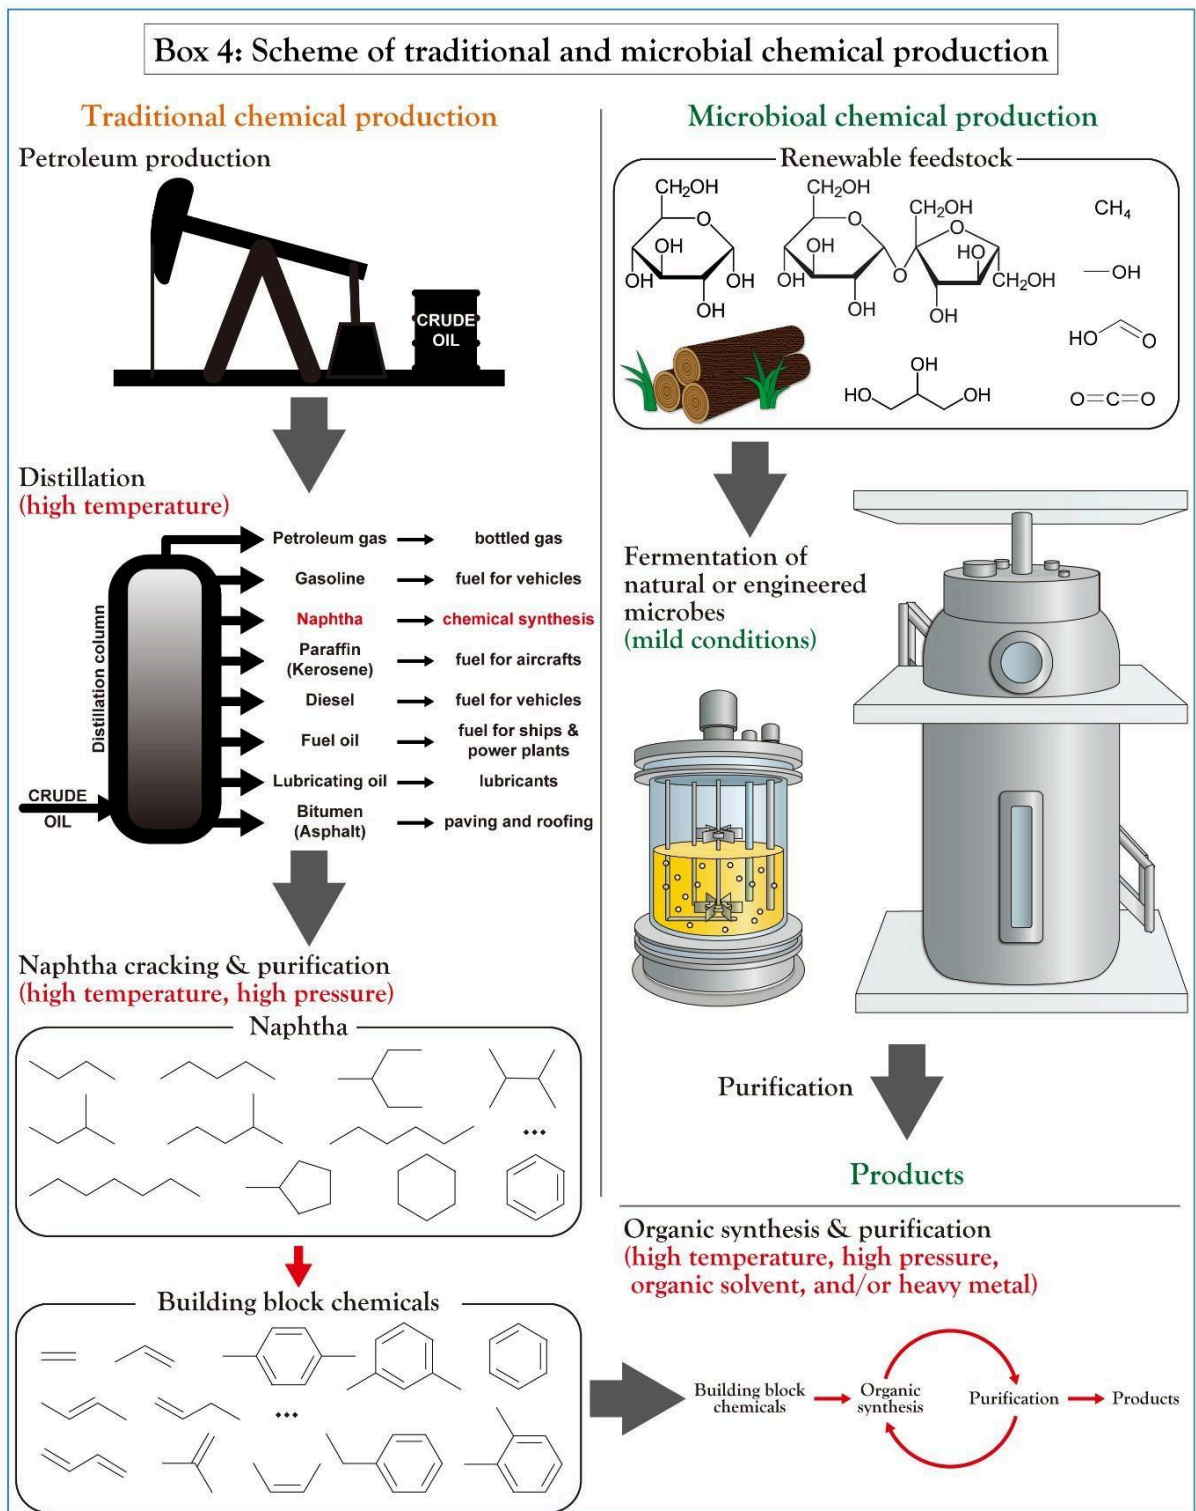 Box 4: Scheme of traditional and microbial chemical production
Traditional chemical production
Petroleum production
CRUDE
OIL
Distillation
(high temperature)
Distillation column
CRUDE
OIL
Petroleum gas
bottled gas
Gasoline
fuel for vehicles
Naphtha
chemical synthesis
Paraffin
(Kerosene)
fuel for aircrafts
Diesel
fuel for vehicles
Fuel oil
fuel for ships &
power plants
Lubricating oil
lubricants
Bitumen
(Asphalt)
paving and roofing
Naphtha cracking & purification
(high temperature, high pressure)
Naphtha
•••
Building block chemicals
•••
Microbioal chemical production
Renewable feedstock
CH₂OH
O
OH
OH
OH
OH
CH₂OH
O
OH
OH
OH
O
CH₂OH
O
HO
CH₂OH
OH
CH₄
—OH
HO
O
OH
HO
OH
O=C=O
Fermentation of
natural or engineered
microbes
(mild conditions)
Purification
Products
Organic synthesis & purification
(high temperature, high pressure,
organic solvent, and/or heavy metal)
Building block
chemicals
Organic
synthesis
Purification
Products